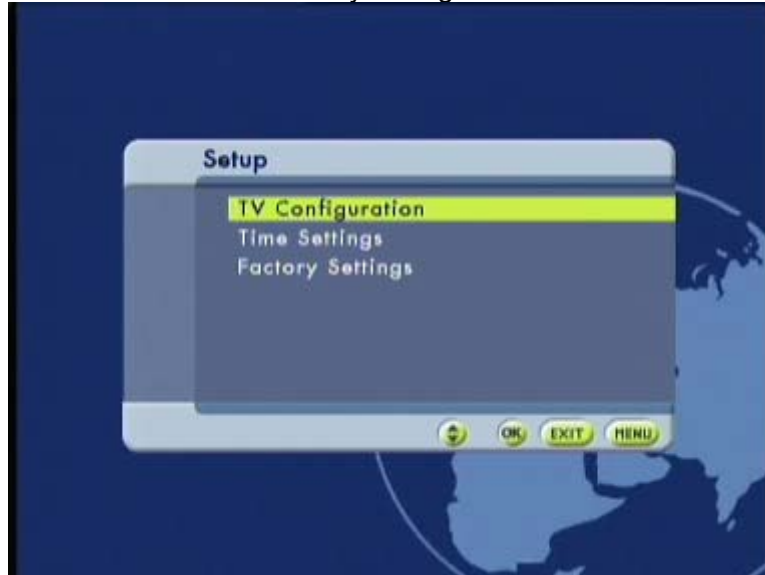 Setup
TV Configuration
Time Settings
Factory Settings
OK EXIT MENU